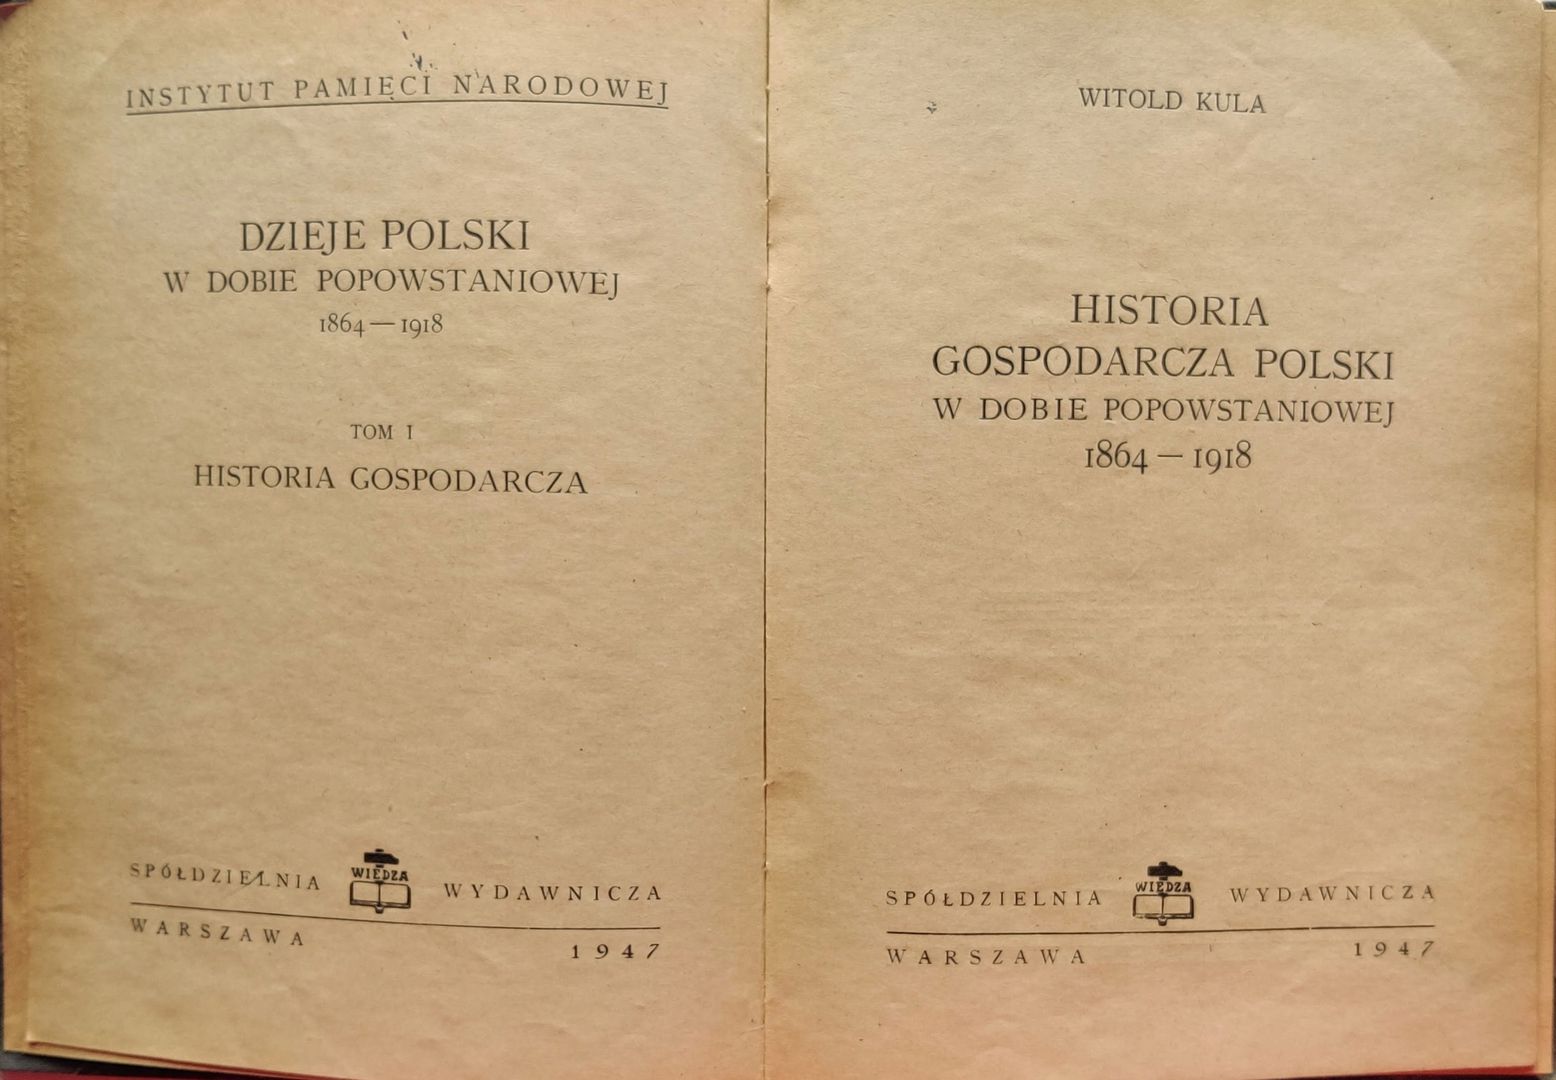 INSTYTUT PAMIĘCI NARODOWEJ
DZIEJE POLSKI
W DOBIE POPOWSTANIOWEJ
1864—1918
TOM I
HISTORIA GOSPODARCZA
SPÓŁDZIELNIA WIEDZA WYDAWNICZA
WARSZAWA 1947
WITOLD KULA
HISTORIA
GOSPODARCZA POLSKI
W DOBIE POPOWSTANIOWEJ
1864—1918
SPÓŁDZIELNIA WIEDZA WYDAWNICZA
WARSZAWA 1947